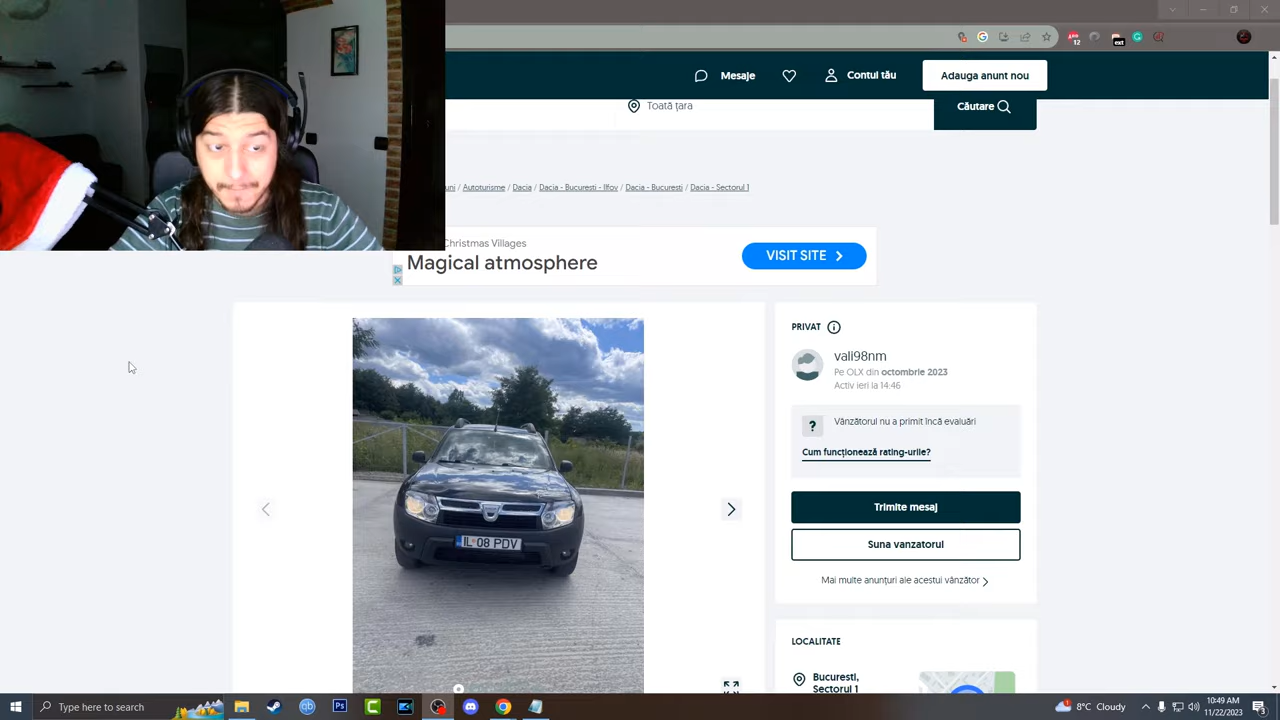 12
ext
Mesaje
Contul tău
Adauga anunt nou
Toată țara
Căutare
uni / Autoturisme / Dacia / Dacia - Bucuresti - Ilfov / Dacia - Bucuresti / Dacia - Sectorul 1
Christmas Villages
Magical atmosphere
VISIT SITE
PRIVAT
vali98nm
Pe OLX din octombrie 2023
Activ ieri la 14:46
?
Vânzătorul nu a primit încă evaluări
Cum funcționează rating-urile?
Trimite mesaj
Suna vanzatorul
Mai multe anunțuri ale acestui vânzător
IL 08 PDV
LOCALITATE
Bucuresti,
Sectorul 1
Type here to search
8°C Cloudy
10:49 AM
11/22/2023